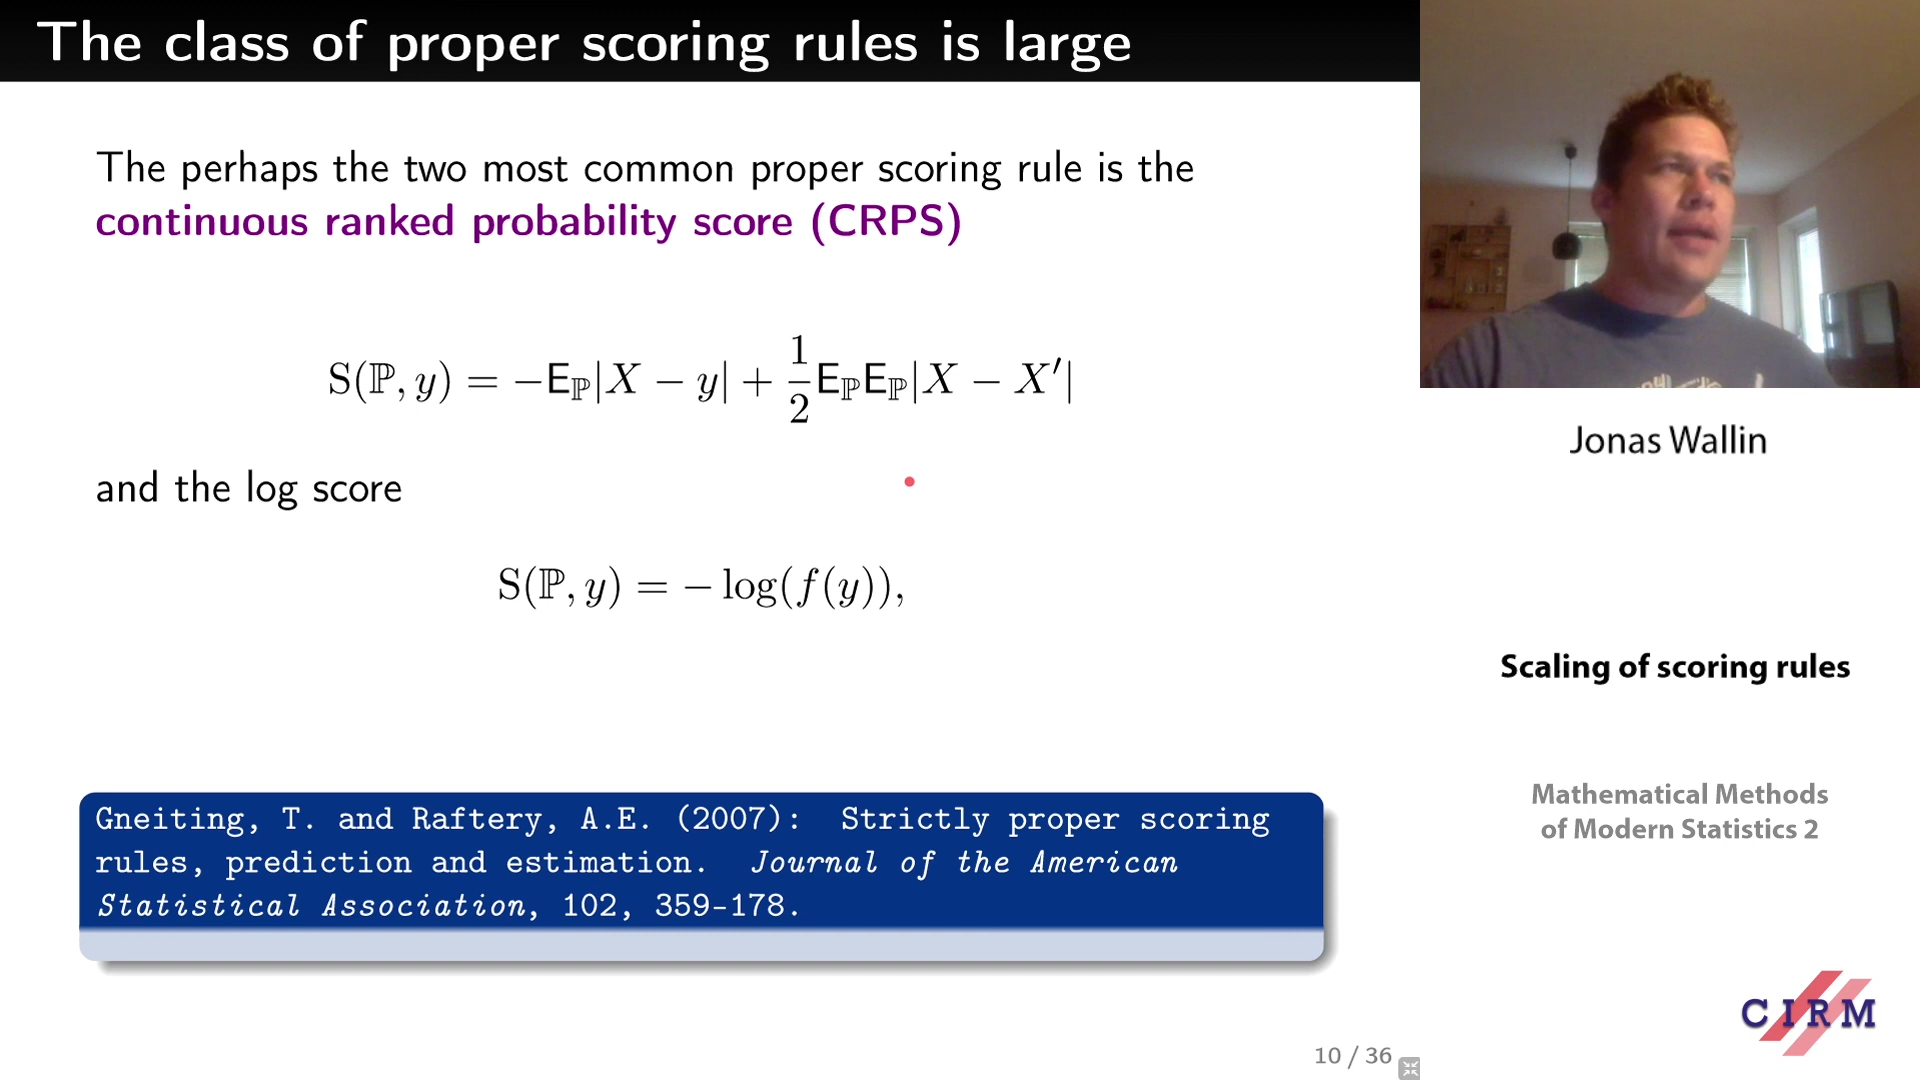 The class of proper scoring rules is large
The perhaps the two most common proper scoring rule is the
continuous ranked probability score (CRPS)
S(ℙ, y) = −E_ℙ|X − y| + 1/2 E_ℙE_ℙ|X − X′|
and the log score
S(ℙ, y) = − log(f(y)),
Gneiting, T. and Raftery, A.E. (2007): Strictly proper scoring
rules, prediction and estimation. Journal of the American
Statistical Association, 102, 359-178.
10 / 36
Jonas Wallin
Scaling of scoring rules
Mathematical Methods
of Modern Statistics 2
CIRM